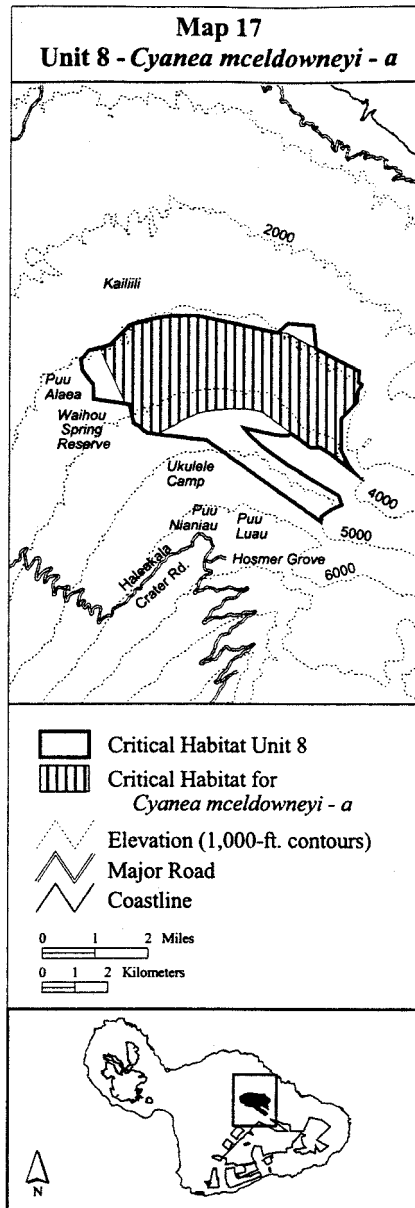 Map 17
Unit 8 - Cyanea mceldowneyi - a
2000
Kailiili
Puu
Alaea
Waihou
Spring
Reserve
Ukulele
Camp
4000
Puu
Nianiau
Puu
Luau
5000
Hosmer Grove
6000
Haleakala
Crater Rd.
Critical Habitat Unit 8
Critical Habitat for
Cyanea mceldowneyi - a
Elevation (1,000-ft. contours)
Major Road
Coastline
0 1 2 Miles
0 1 2 Kilometers
N